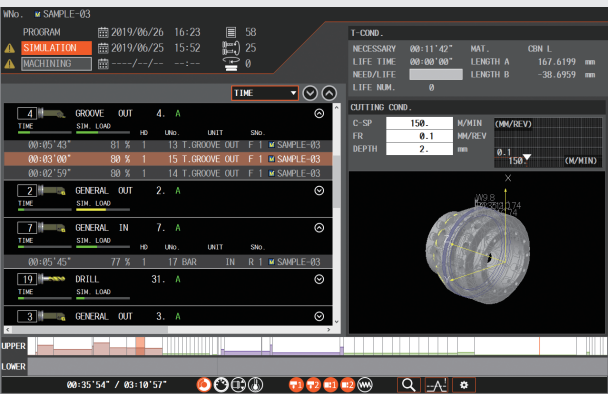 WNo. SAMPLE-03
PROGRAM 2019/06/26 16:23 58
SIMULATION 2019/06/25 15:52 25
MACHINING ----/--/-- --:-- 0
TIME
4 GROOVE OUT 4. A
TIME SIM. LOAD HD UNo. UNIT SNo.
00:05'43" 81 % 1 13 T.GROOVE OUT F 1 SAMPLE-03
00:03'00" 80 % 1 15 T.GROOVE OUT F 1 SAMPLE-03
00:02'59" 80 % 1 14 T.GROOVE OUT F 1 SAMPLE-03
2 GENERAL OUT 2. A
TIME SIM. LOAD
7 GENERAL IN 7. A
TIME SIM. LOAD HD UNo. UNIT SNo.
00:05'45" 77 % 1 17 BAR IN R 1 SAMPLE-03
19 DRILL 31. A
TIME SIM. LOAD
3 GENERAL OUT 3. A
T-COND.
NECESSARY 00:11'42" MAT. CBN L
LIFE TIME 00:00'00" LENGTH A 167.6199 mm
NEED/LIFE LENGTH B -38.6959 mm
LIFE NUM. 0
CUTTING COND.
C-SP 150. M/MIN (MM/REV)
FR 0.1 MM/REV
DEPTH 2. mm
0.1
150. (M/MIN)
X
UPPER
LOWER
00:35'54" / 03:10'57"